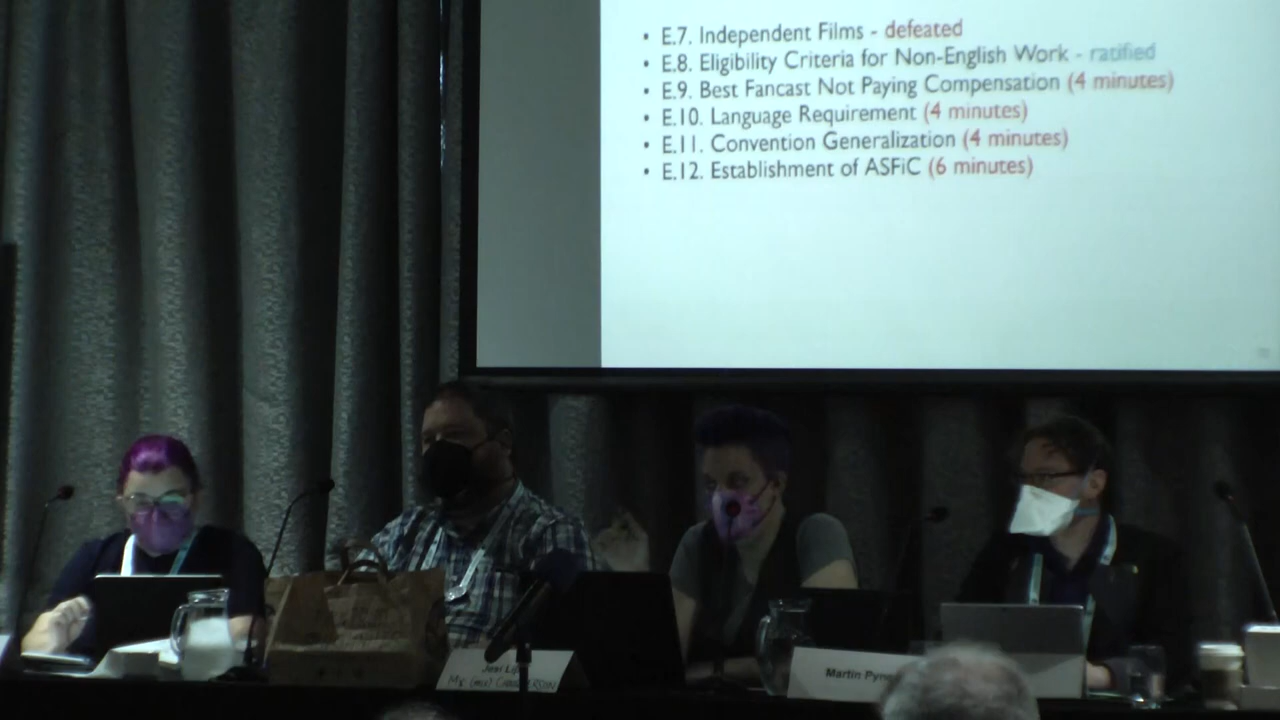 • E.7. Independent Films - defeated
• E.8. Eligibility Criteria for Non-English Work - ratified
• E.9. Best Fancast Not Paying Compensation (4 minutes)
• E.10. Language Requirement (4 minutes)
• E.11. Convention Generalization (4 minutes)
• E.12. Establishment of ASFiC (6 minutes)
Martin